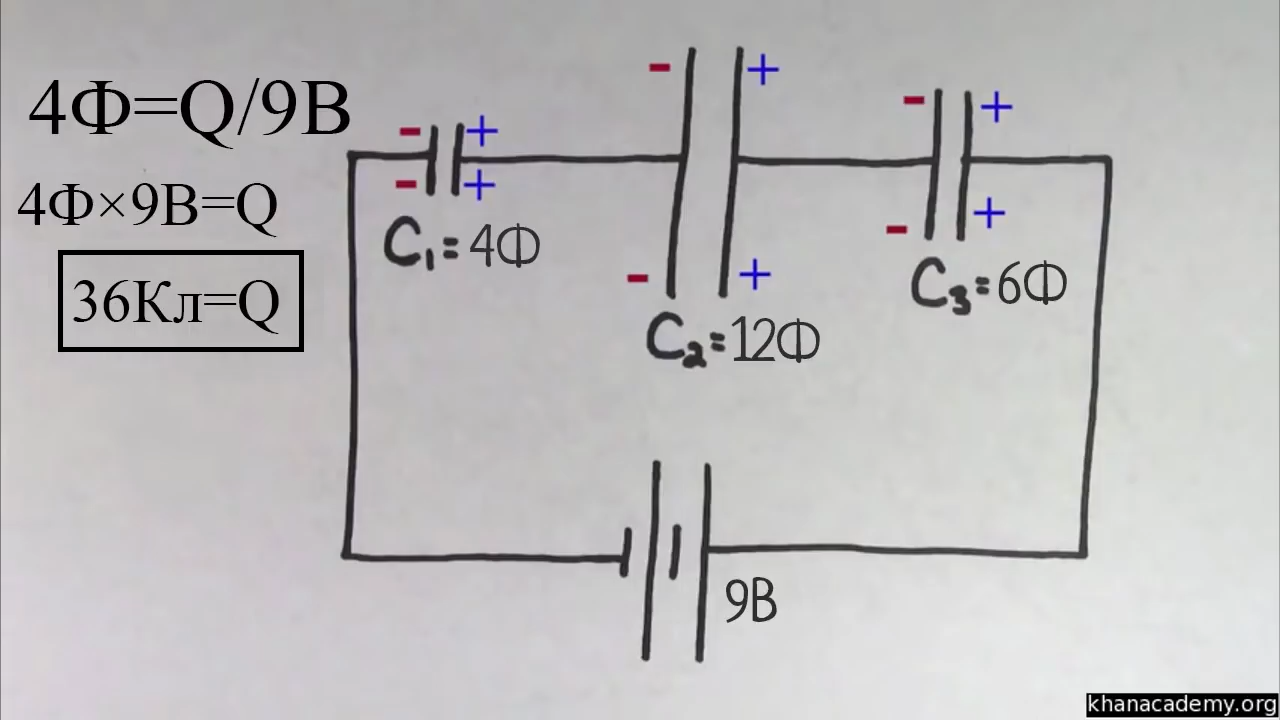 4Ф=Q/9В
4Ф×9В=Q
36Кл=Q
- + - + - +
- +
C₁=4Ф
- + - +
C₂=12Ф
C₃=6Ф
9В
khanacademy.org